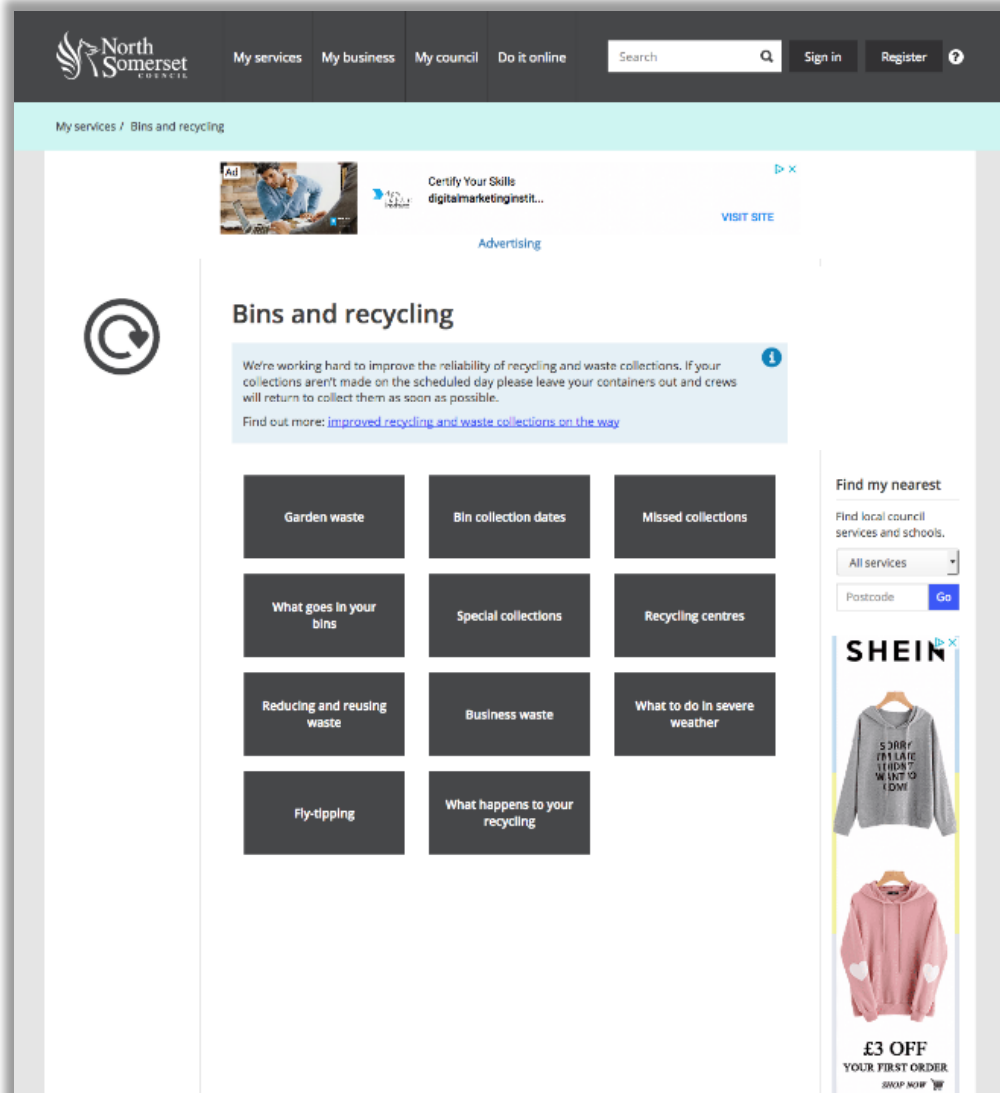 North
Somerset
COUNCIL
My services
My business
My council
Do it online
Search
Sign in
Register
?
My services / Bins and recycling
Ad
Certify Your Skills
digitalmarketinginstit...
VISIT SITE
Advertising
Bins and recycling
We're working hard to improve the reliability of recycling and waste collections. If your
collections aren't made on the scheduled day please leave your containers out and crews
will return to collect them as soon as possible.
Find out more: improved recycling and waste collections on the way
Garden waste
Bin collection dates
Missed collections
What goes in your
bins
Special collections
Recycling centres
Reducing and reusing
waste
Business waste
What to do in severe
weather
Fly-tipping
What happens to your
recycling
Find my nearest
Find local council
services and schools.
All services
Postcode
Go
SHEIN
SORRY
I'M LATE
I DIDN'T
WANT TO
COME
£3 OFF
YOUR FIRST ORDER
SHOP NOW